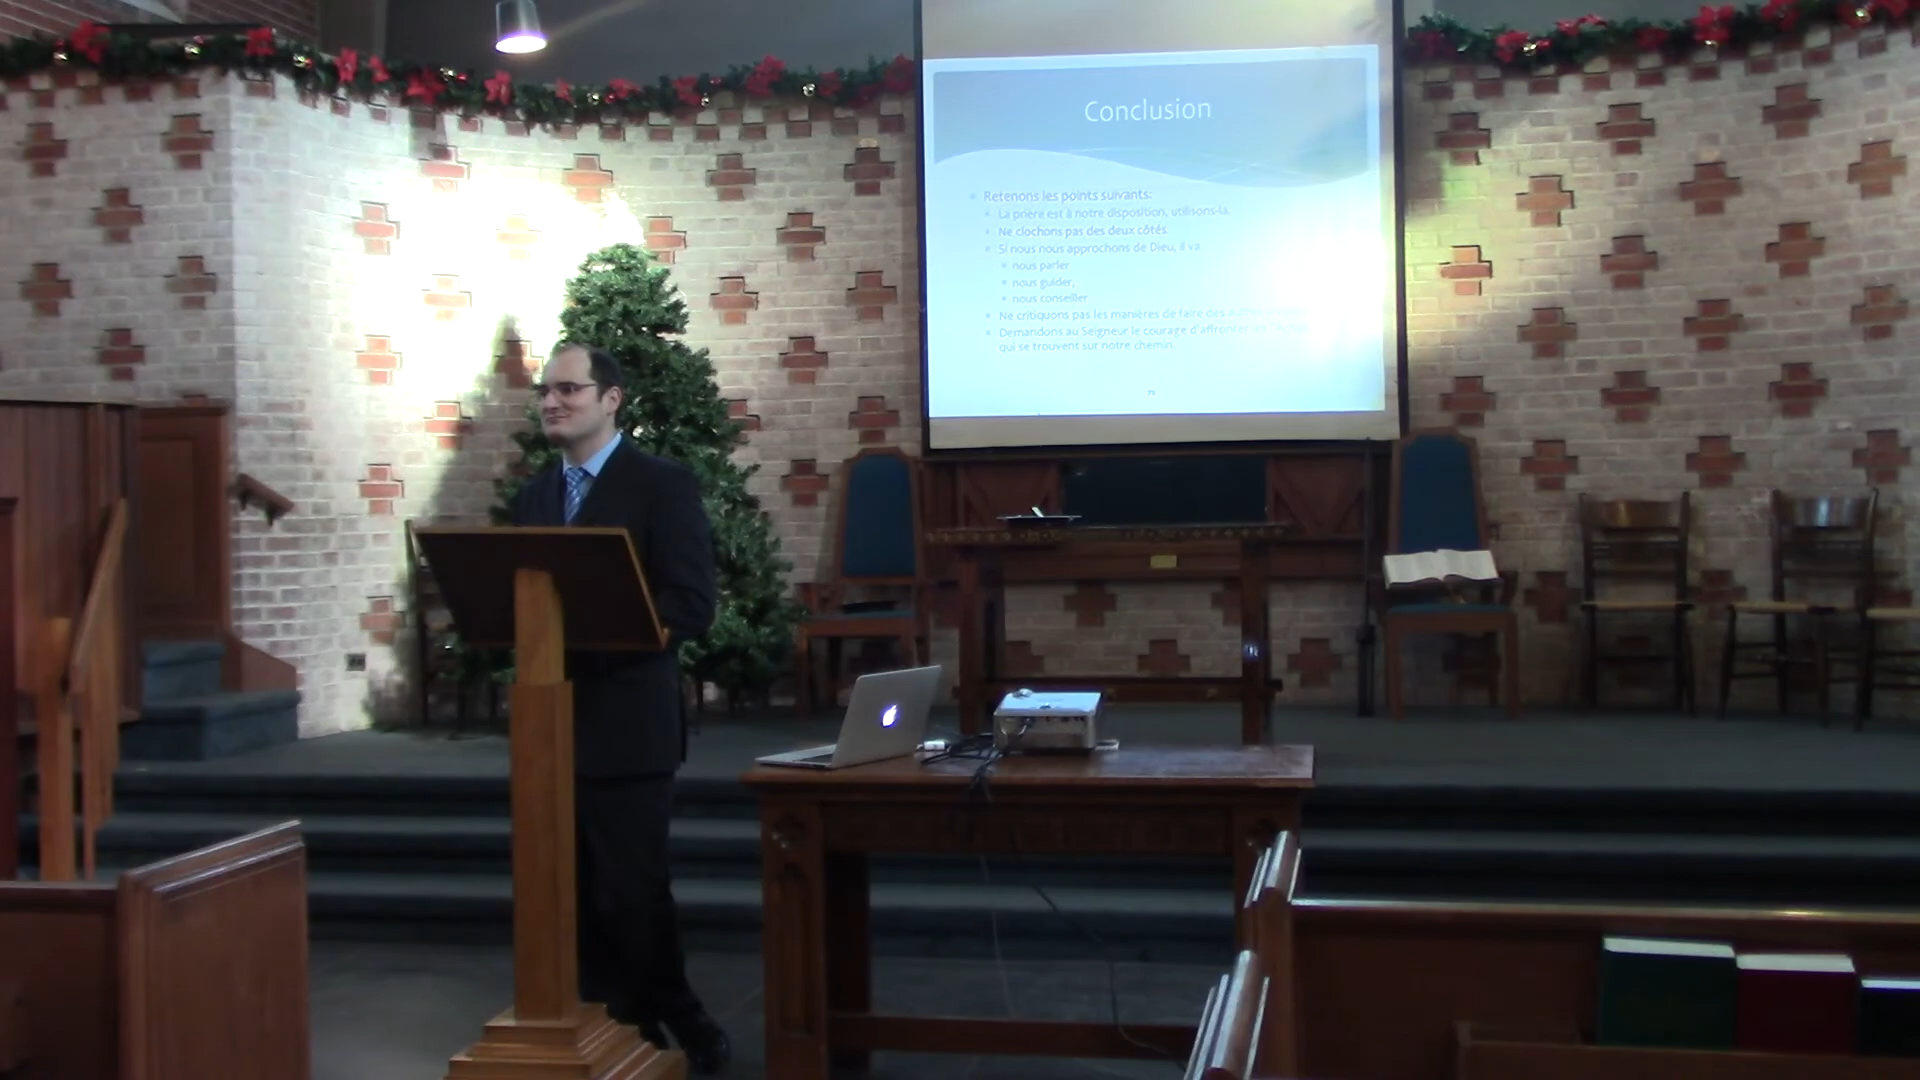 Conclusion
Retenons les points suivants:
La prière est à notre disposition, utilisons-la.
Ne clochons pas des deux côtés.
Si nous nous approchons de Dieu, il va
nous parler
nous guider,
nous conseiller
Ne critiquons pas les manières de faire des
Demandons au Seigneur le courage d'affronter
qui se trouvent sur notre chemin.